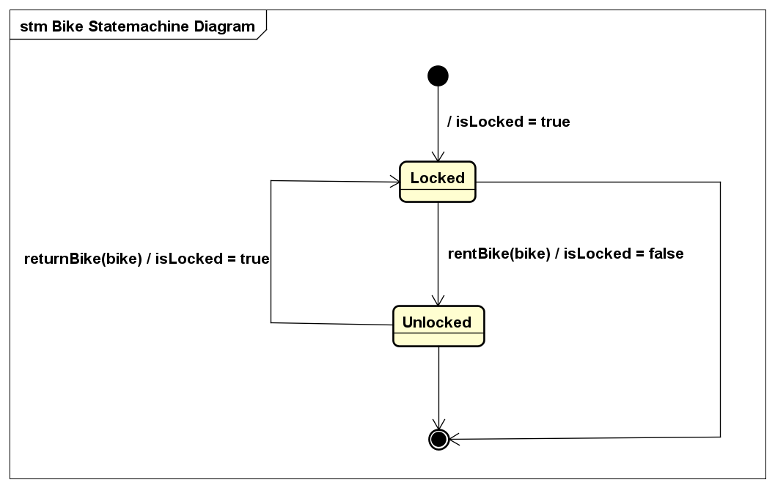 stm Bike Statemachine Diagram
/ isLocked = true
Locked
returnBike(bike) / isLocked = true
rentBike(bike) / isLocked = false
Unlocked